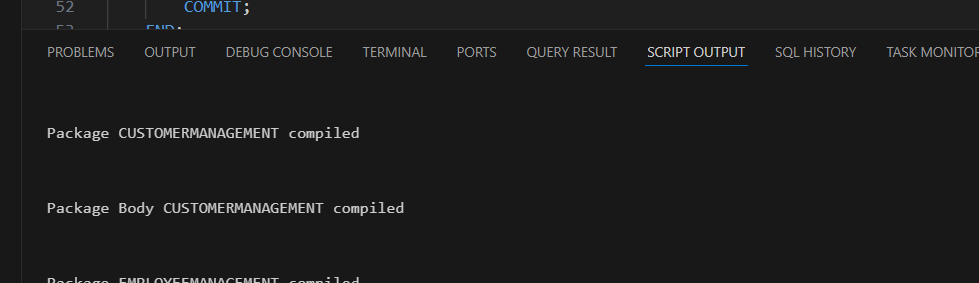 52 COMMIT;
53 END;
PROBLEMS OUTPUT DEBUG CONSOLE TERMINAL PORTS QUERY RESULT SCRIPT OUTPUT SQL HISTORY TASK MONITOR
Package CUSTOMERMANAGEMENT compiled
Package Body CUSTOMERMANAGEMENT compiled
Package EMPLOYEEMANAGEMENT compiled